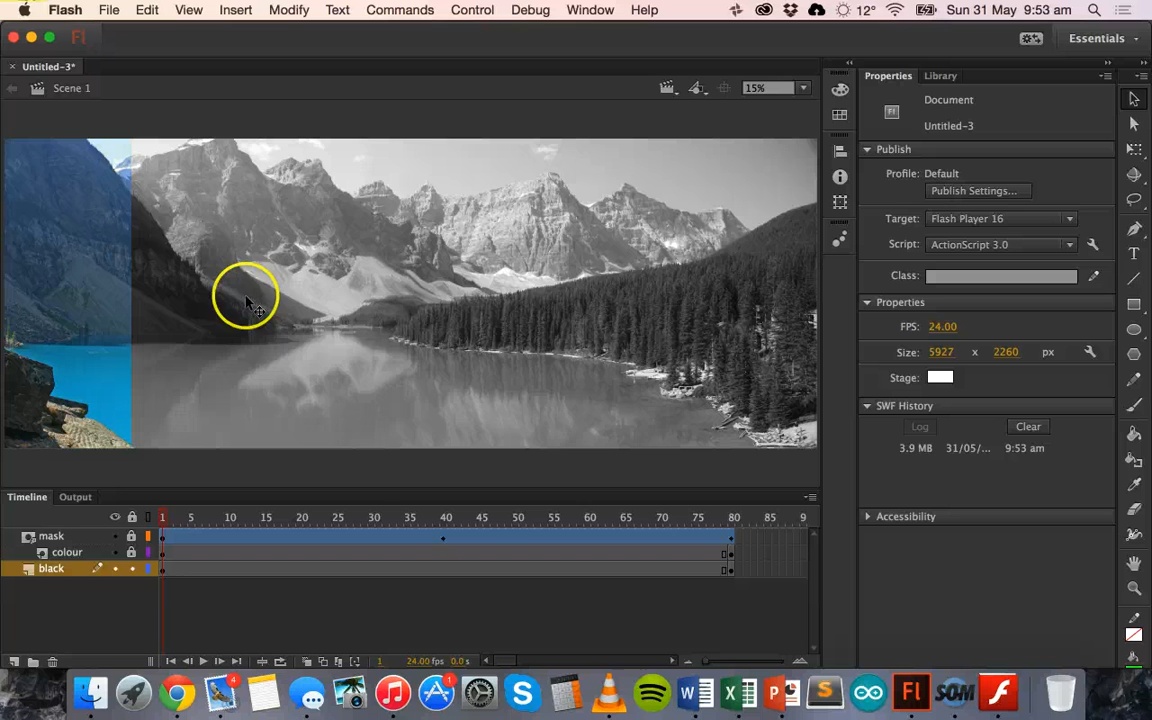 Flash File Edit View Insert Modify Text Commands Control Debug Window Help 12° Sun 31 May 9:53 am
Fl Essentials
Untitled-3* Properties Library
Scene 1 15% Document
Untitled-3
Publish
Profile: Default
Publish Settings...
Target: Flash Player 16
Script: ActionScript 3.0
Class:
Properties
FPS: 24.00
Size: 5927 x 2260 px
Stage:
SWF History
Log Clear
3.9 MB 31/05/... 9:53 am
Timeline Output
1 5 10 15 20 25 30 35 40 45 50 55 60 65 70 75 80 85 9
mask
colour
black
Accessibility
1 24.00 fps 0.0 s
4 1 S W X P S Fl SOM